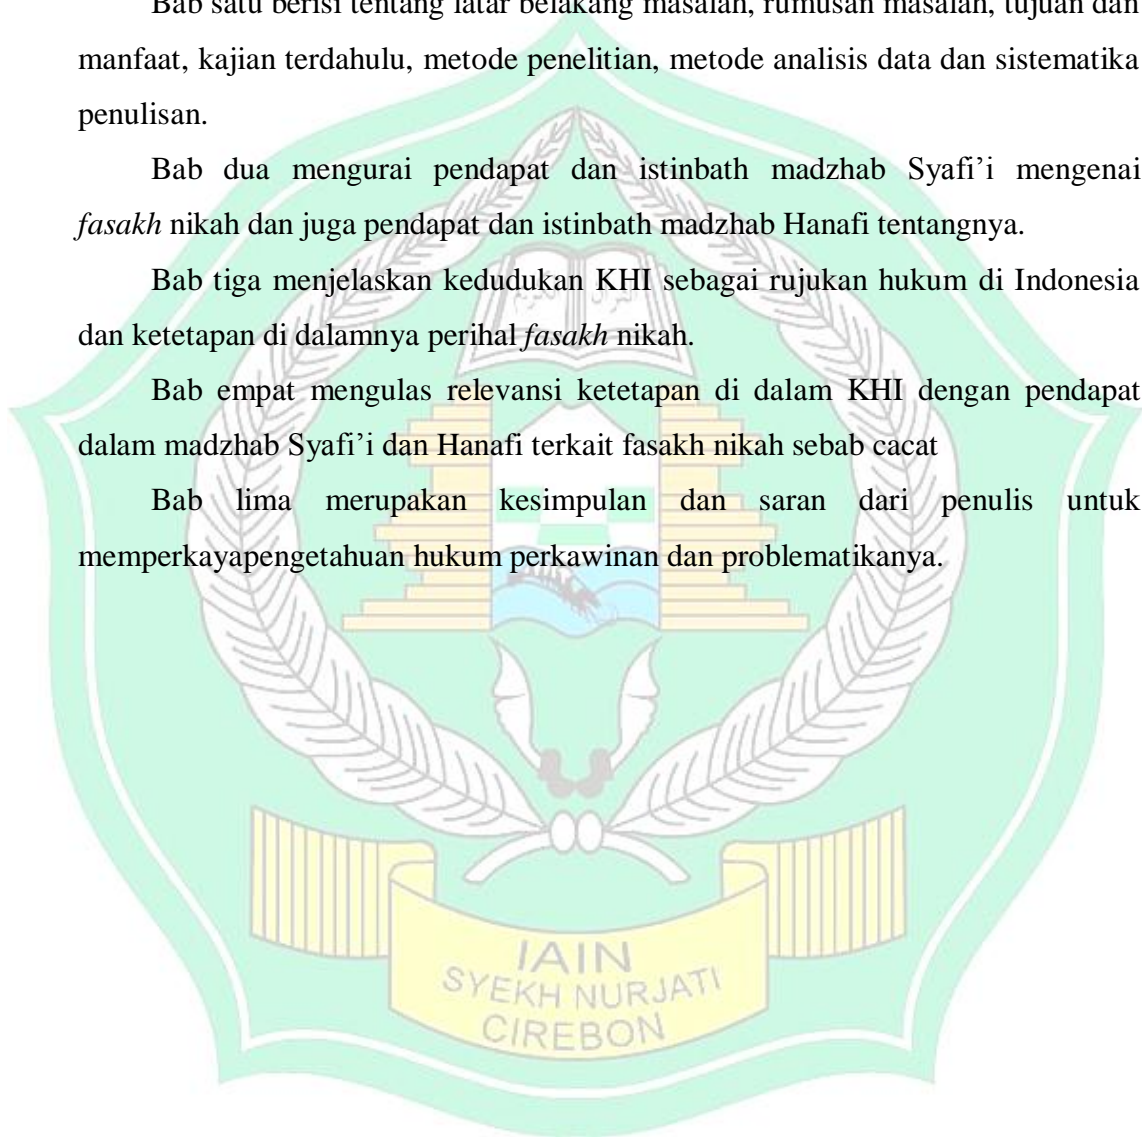 Bab satu berisi tentang latar belakang masalah, rumusan masalah, tujuan dan
manfaat, kajian terdahulu, metode penelitian, metode analisis data dan sistematika
penulisan.
Bab dua mengurai pendapat dan istinbath madzhab Syafi’i mengenai
fasakh nikah dan juga pendapat dan istinbath madzhab Hanafi tentangnya.
Bab tiga menjelaskan kedudukan KHI sebagai rujukan hukum di Indonesia
dan ketetapan di dalamnya perihal fasakh nikah.
Bab empat mengulas relevansi ketetapan di dalam KHI dengan pendapat
dalam madzhab Syafi’i dan Hanafi terkait fasakh nikah sebab cacat
Bab lima merupakan kesimpulan dan saran dari penulis untuk
memperkayapengetahuan hukum perkawinan dan problematikanya.
IAIN
SYEKH NURJATI
CIREBON